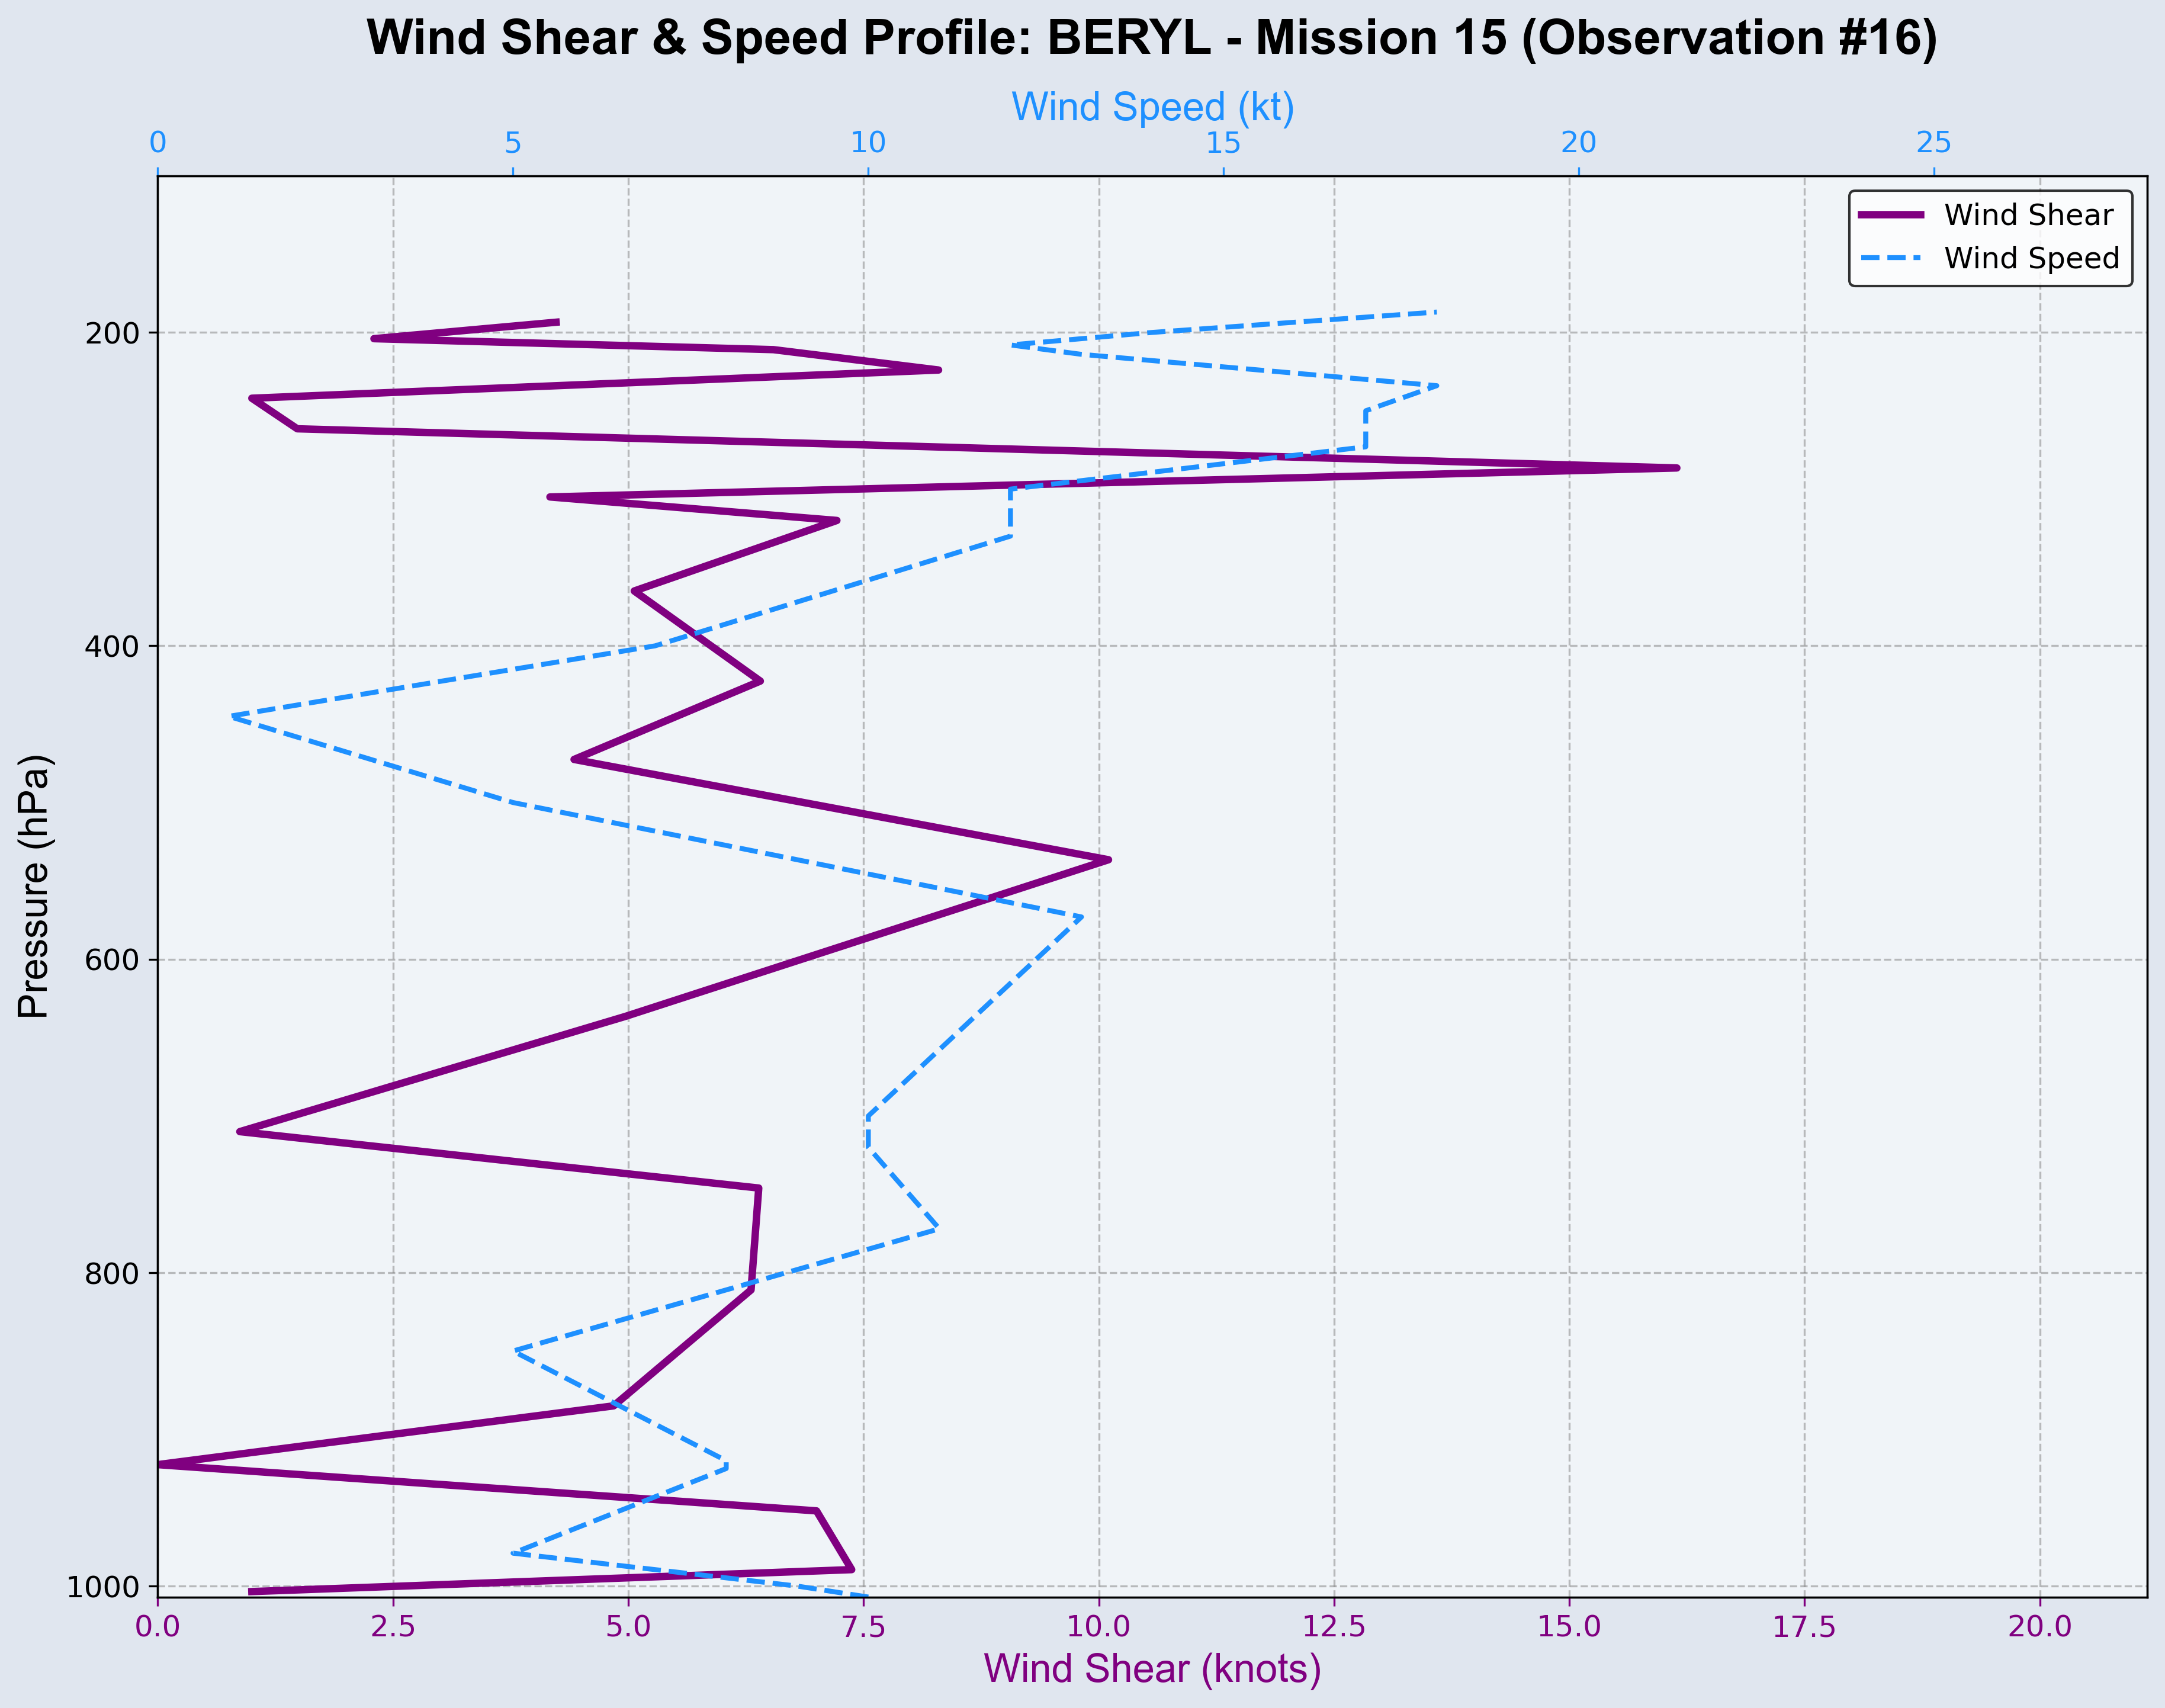 Wind Shear & Speed Profile: BERYL - Mission 15 (Observation #16)
Wind Speed (kt)
0 5 10 15 20 25
Wind Shear
Wind Speed
200
400
600
800
1000
Pressure (hPa)
0.0 2.5 5.0 7.5 10.0 12.5 15.0 17.5 20.0
Wind Shear (knots)